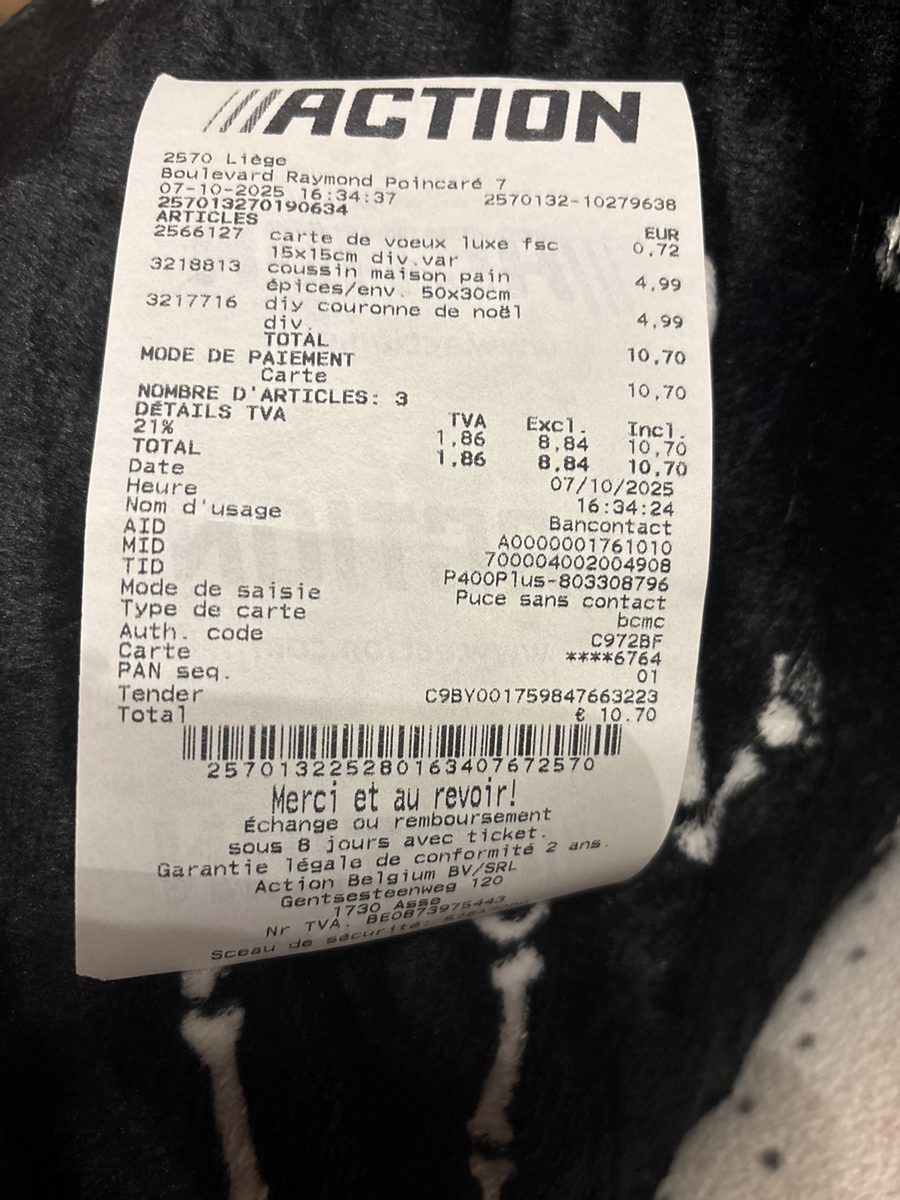 ///ACTION
2570 Liège
Boulevard Raymond Poincaré 7
07-10-2025 16:34:37 2570132-10279638
257013270190634
ARTICLES EUR
2566127 carte de voeux luxe fsc 0,72
15x15cm div.var
3218813 coussin maison pain 4,99
épices/env. 50x30cm
3217716 diy couronne de noël 4,99
div.
TOTAL 10,70
MODE DE PAIEMENT
Carte 10,70
NOMBRE D'ARTICLES: 3
DÉTAILS TVA TVA Excl. Incl.
21% 1,86 8,84 10,70
TOTAL 1,86 8,84 10,70
Date 07/10/2025
Heure 16:34:24
Nom d'usage Bancontact
AID A0000001761010
MID 700004002004908
TID P400Plus-803308796
Mode de saisie Puce sans contact
Type de carte bcmc
Auth. code C972BF
Carte ****6764
PAN seq. 01
Tender C9BY001759847663223
Total € 10.70
2570132252801634076725​70
Merci et au revoir!
Échange ou remboursement
sous 8 jours avec ticket.
Garantie légale de conformité 2 ans.
Action Belgium BV/SRL
Gentsesteenweg 120
1730 Asse
Nr TVA: BE0873975443
Sceau de sécurité: